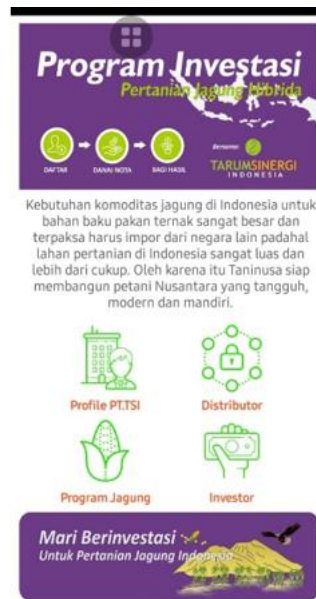 Program Investasi
Pertanian Jagung Hibrida
DAFTAR
DANAI NOTA
BAGI HASIL
Bersama:
TARUMSINERGI
INDONESIA
Kebutuhan komoditas jagung di Indonesia untuk
bahan baku pakan ternak sangat besar dan
terpaksa harus impor dari negara lain padahal
lahan pertanian di Indonesia sangat luas dan
lebih dari cukup. Oleh karena itu Taninusa siap
membangun petani Nusantara yang tangguh,
modern dan mandiri.
Profile PT.TSI
Distributor
Program Jagung
Investor
Mari Berinvestasi
Untuk Pertanian Jagung Indonesia